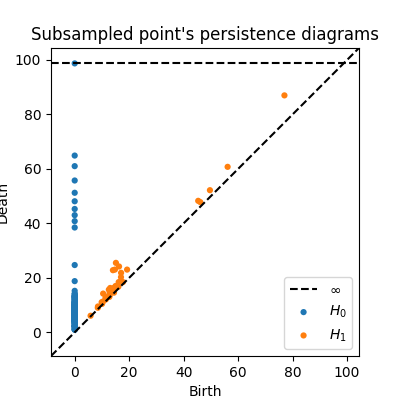 Subsampled point's persistence diagrams
100
80
60
40
20
0
Death
∞
H₀
H₁
0 20 40 60 80 100
Birth